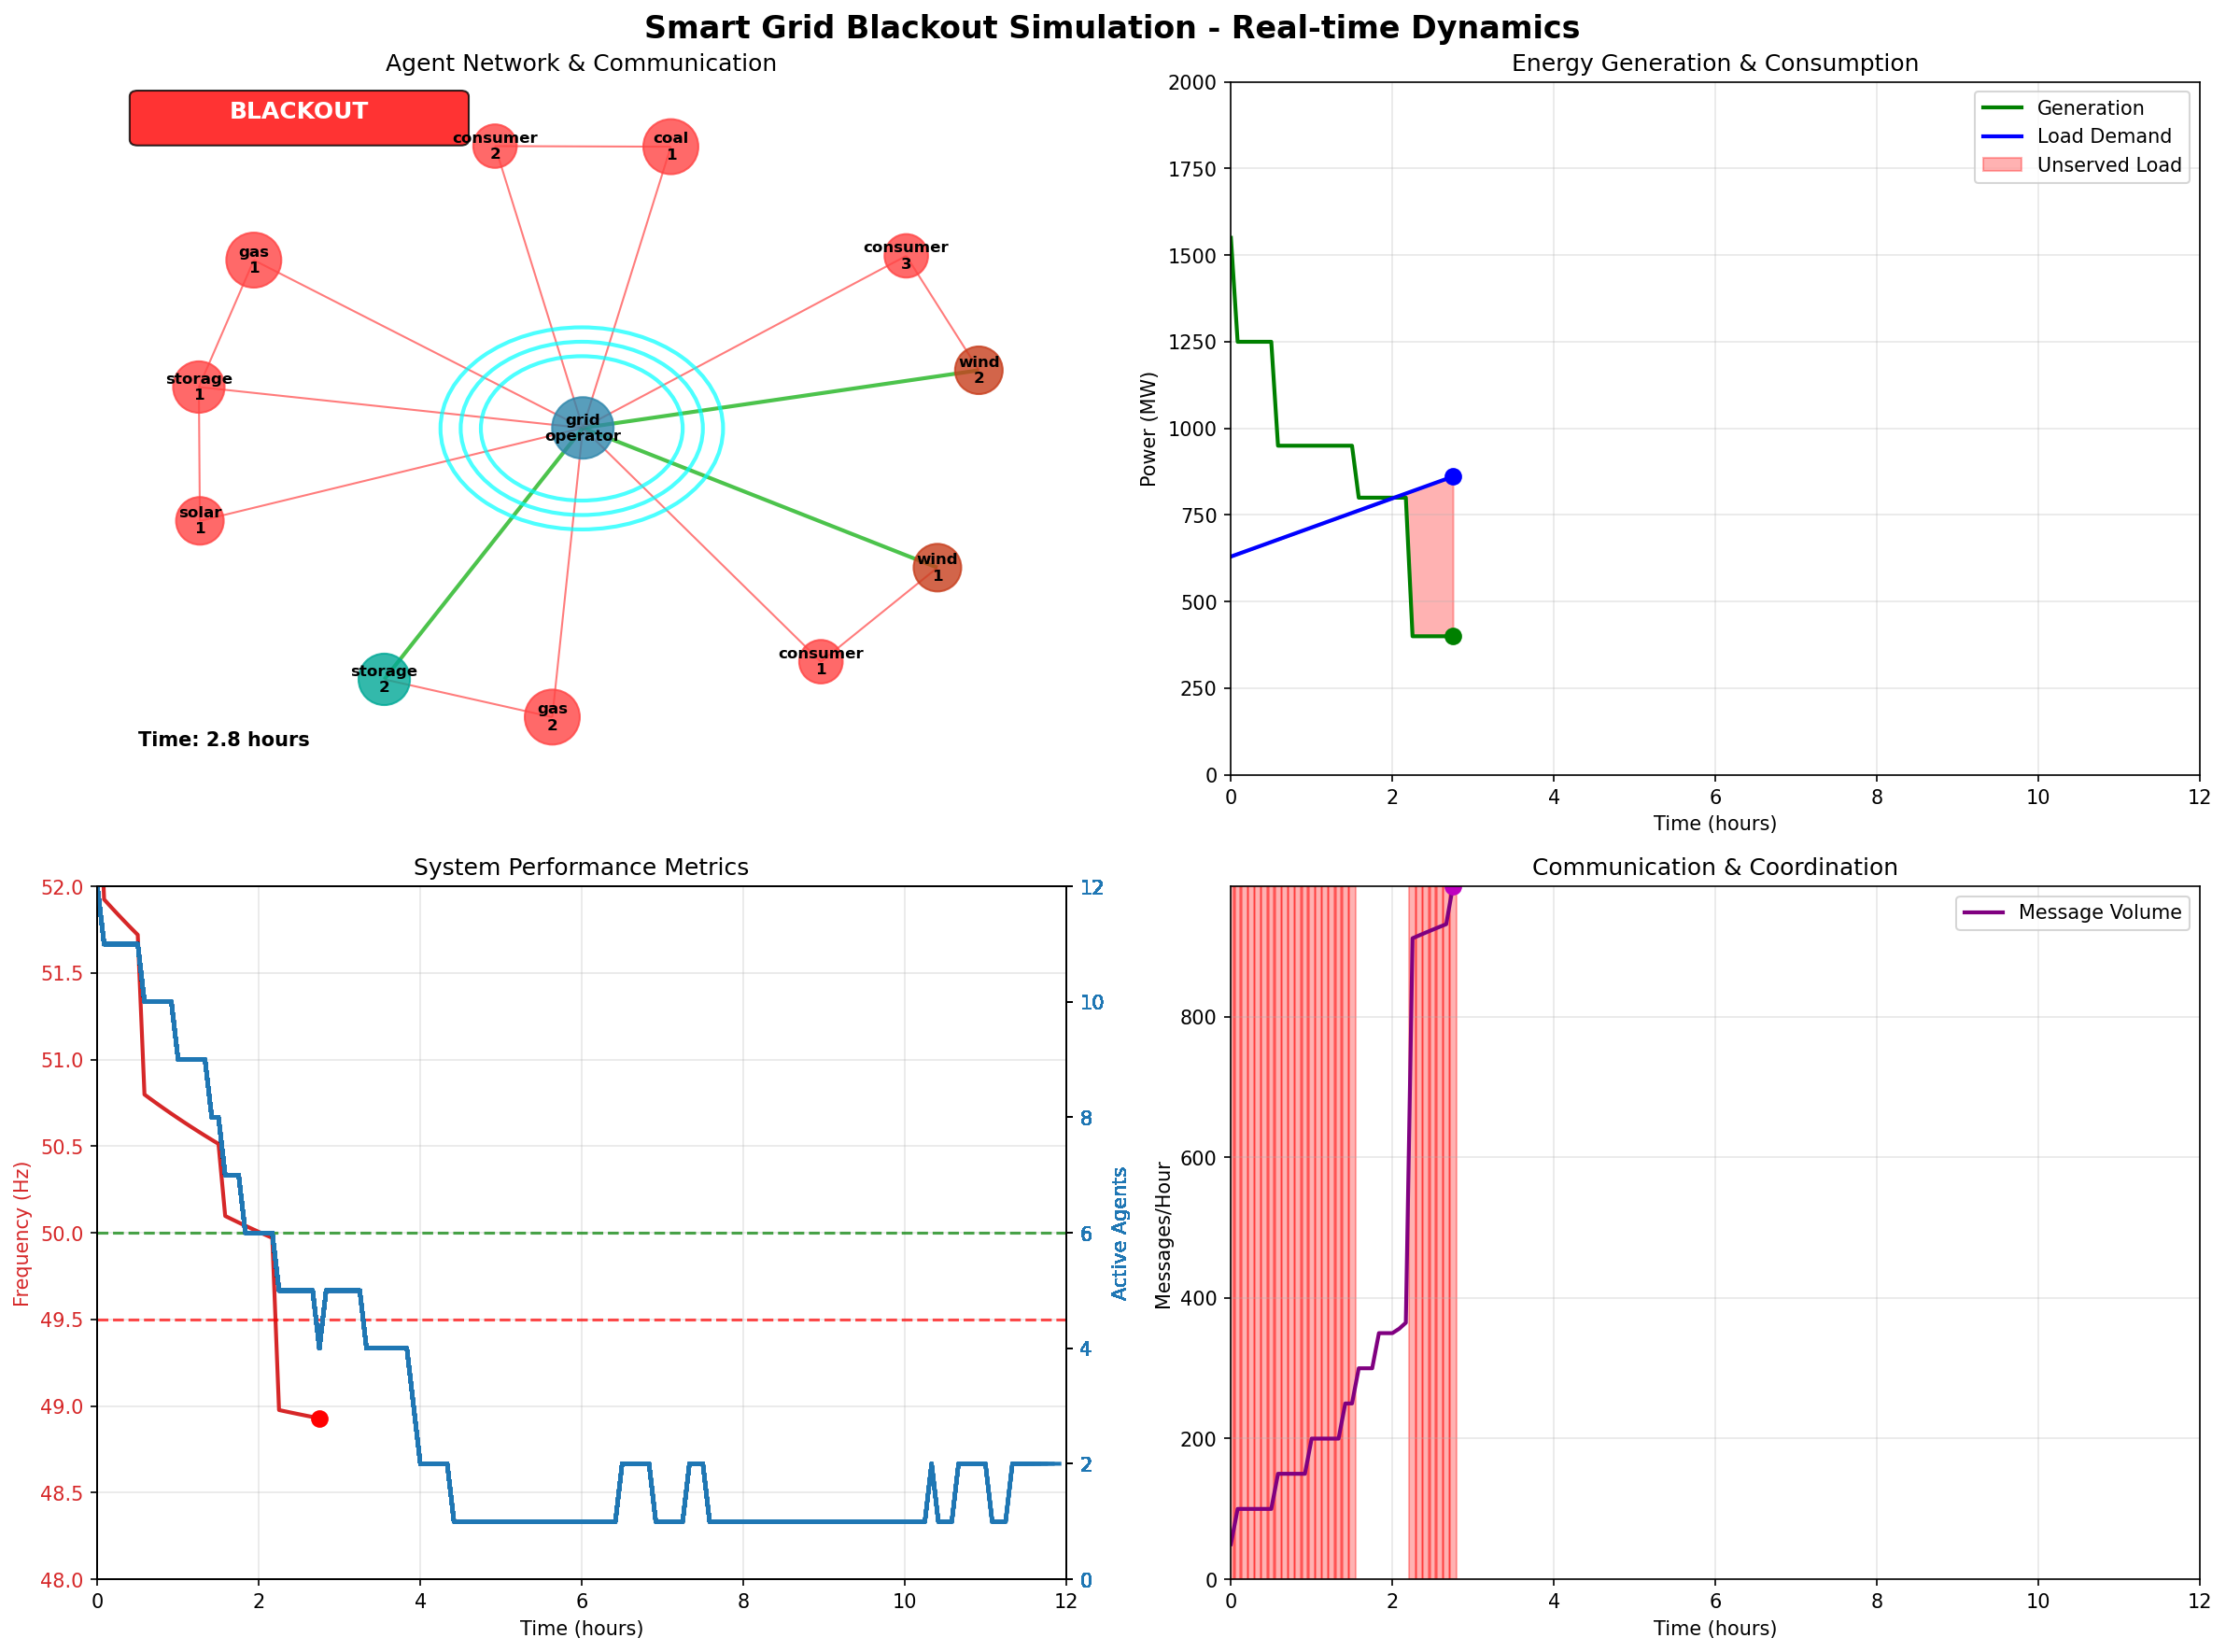 Smart Grid Blackout Simulation - Real-time Dynamics
Agent Network & Communication
BLACKOUT
consumer
2
coal
1
gas
1
consumer
3
storage
1
wind
2
grid
operator
solar
1
wind
1
consumer
1
storage
2
gas
2
Time: 2.8 hours
Energy Generation & Consumption
Generation
Load Demand
Unserved Load
Power (MW)
2000
1750
1500
1250
1000
750
500
250
0
0 2 4 6 8 10 12
Time (hours)
System Performance Metrics
Frequency (Hz)
52.0
51.5
51.0
50.5
50.0
49.5
49.0
48.5
48.0
12
10
8
6
4
2
0
Active Agents
0 2 4 6 8 10 12
Time (hours)
Communication & Coordination
Message Volume
Messages/Hour
800
600
400
200
0
0 2 4 6 8 10 12
Time (hours)